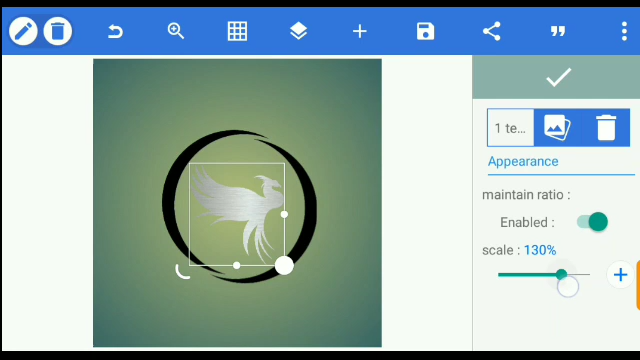 1 te...
Appearance
maintain ratio :
Enabled :
scale : 130%